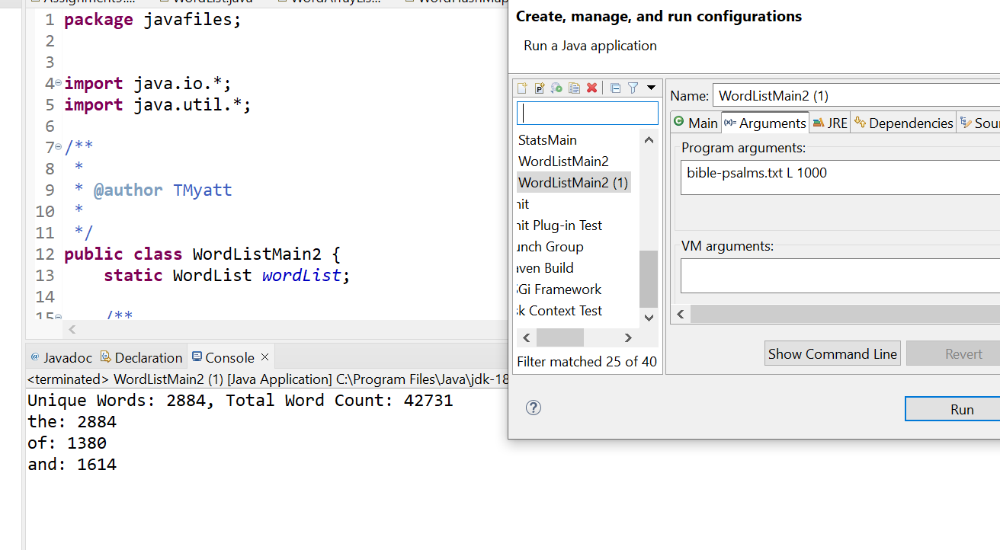 WordList.java
1 package javafiles;
2
3
4 import java.io.*;
5 import java.util.*;
6
7 /**
8  *
9  * @author TMyatt
10  *
11  */
12 public class WordListMain2 {
13     static WordList wordList;
14
15     /**
@ Javadoc Declaration Console
<terminated> WordListMain2 (1) [Java Application] C:\Program Files\Java\jdk-18
Unique Words: 2884, Total Word Count: 42731
the: 2884
of: 1380
and: 1614
Create, manage, and run configurations
Run a Java application
StatsMain
WordListMain2
WordListMain2 (1)
nit
nit Plug-in Test
unch Group
aven Build
Gi Framework
k Context Test
Filter matched 25 of 40
Name: WordListMain2 (1)
Main (x)= Arguments JRE Dependencies Sou
Program arguments:
bible-psalms.txt L 1000
VM arguments:
Show Command Line Revert
? Run